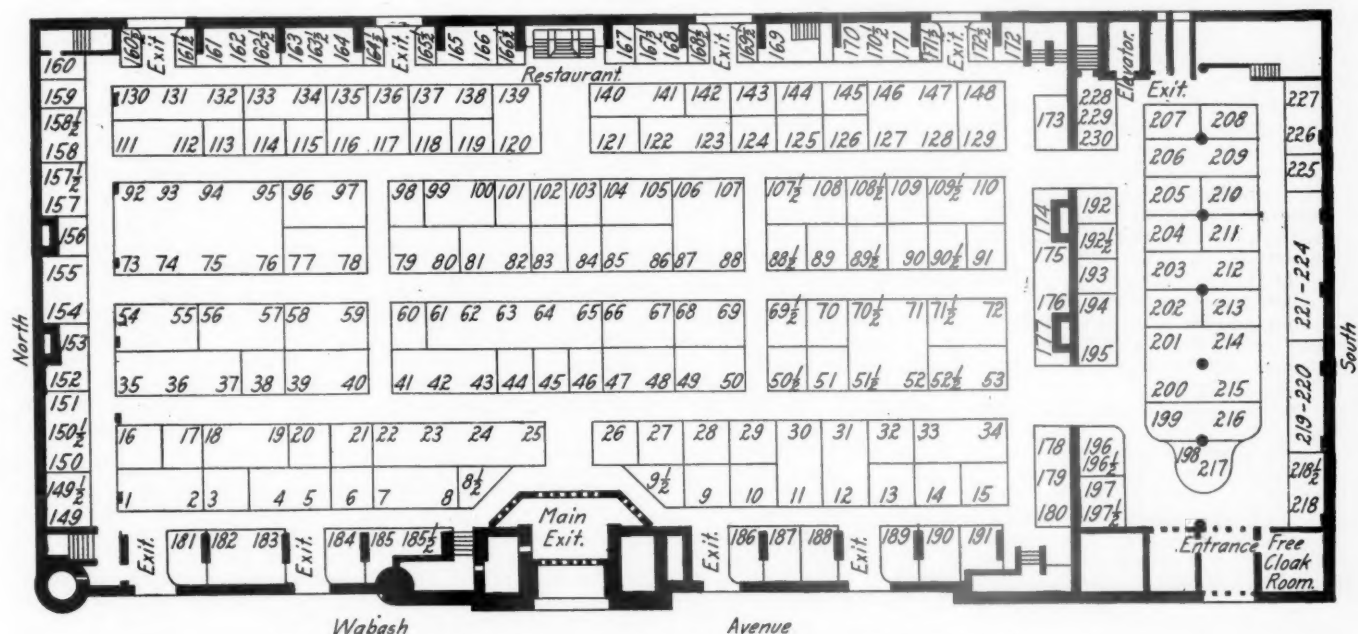 160½ Exit. 161½ 161 162 162½ 163 163½ 164 164½ Exit. 165½ 165 166 166½ 167 167½ 168 168½ Exit. 169½ 169 170 170½ 171 171½ Exit. 172½ 172
Restaurant.
Elevator.
Exit.
160
159
158½
158
157½
157
156
155
154
153
152
151
150½
150
149½
149
North
130 131 132 133 134 135 136 137 138 139
111 112 113 114 115 116 117 118 119 120
140 141 142 143 144 145 146 147 148
121 122 123 124 125 126 127 128 129
92 93 94 95 96 97
73 74 75 76 77 78
98 99 100 101 102 103 104 105 106 107
79 80 81 82 83 84 85 86 87 88
107½ 108 108½ 109 109½ 110
88½ 89 89½ 90 90½ 91
54 55 56 57 58 59
35 36 37 38 39 40
60 61 62 63 64 65 66 67 68 69
41 42 43 44 45 46 47 48 49 50
69½ 70 70½ 71 71½ 72
50½ 51 51½ 52 52½ 53
16 17 18 19 20 21 22 23 24 25
1 2 3 4 5 6 7 8 8½
26 27 28 29 30 31 32 33 34
9½ 9 10 11 12 13 14 15
173
174
175
176
177
178
179
180
228
229
230
192
192½
193
194
195
196
196½
197
197½
207 208
206 209
205 210
204 211
203 212
202 213
201 214
200 215
199 216
198 217
227
226
225
221-224
219-220
218½
218
South
Exit. 181 182 183 Exit. 184 185 185½
Main
Exit.
186 Exit. 187 188 Exit. 189 190 191
Entrance
Free
Cloak
Room.
Wabash Avenue